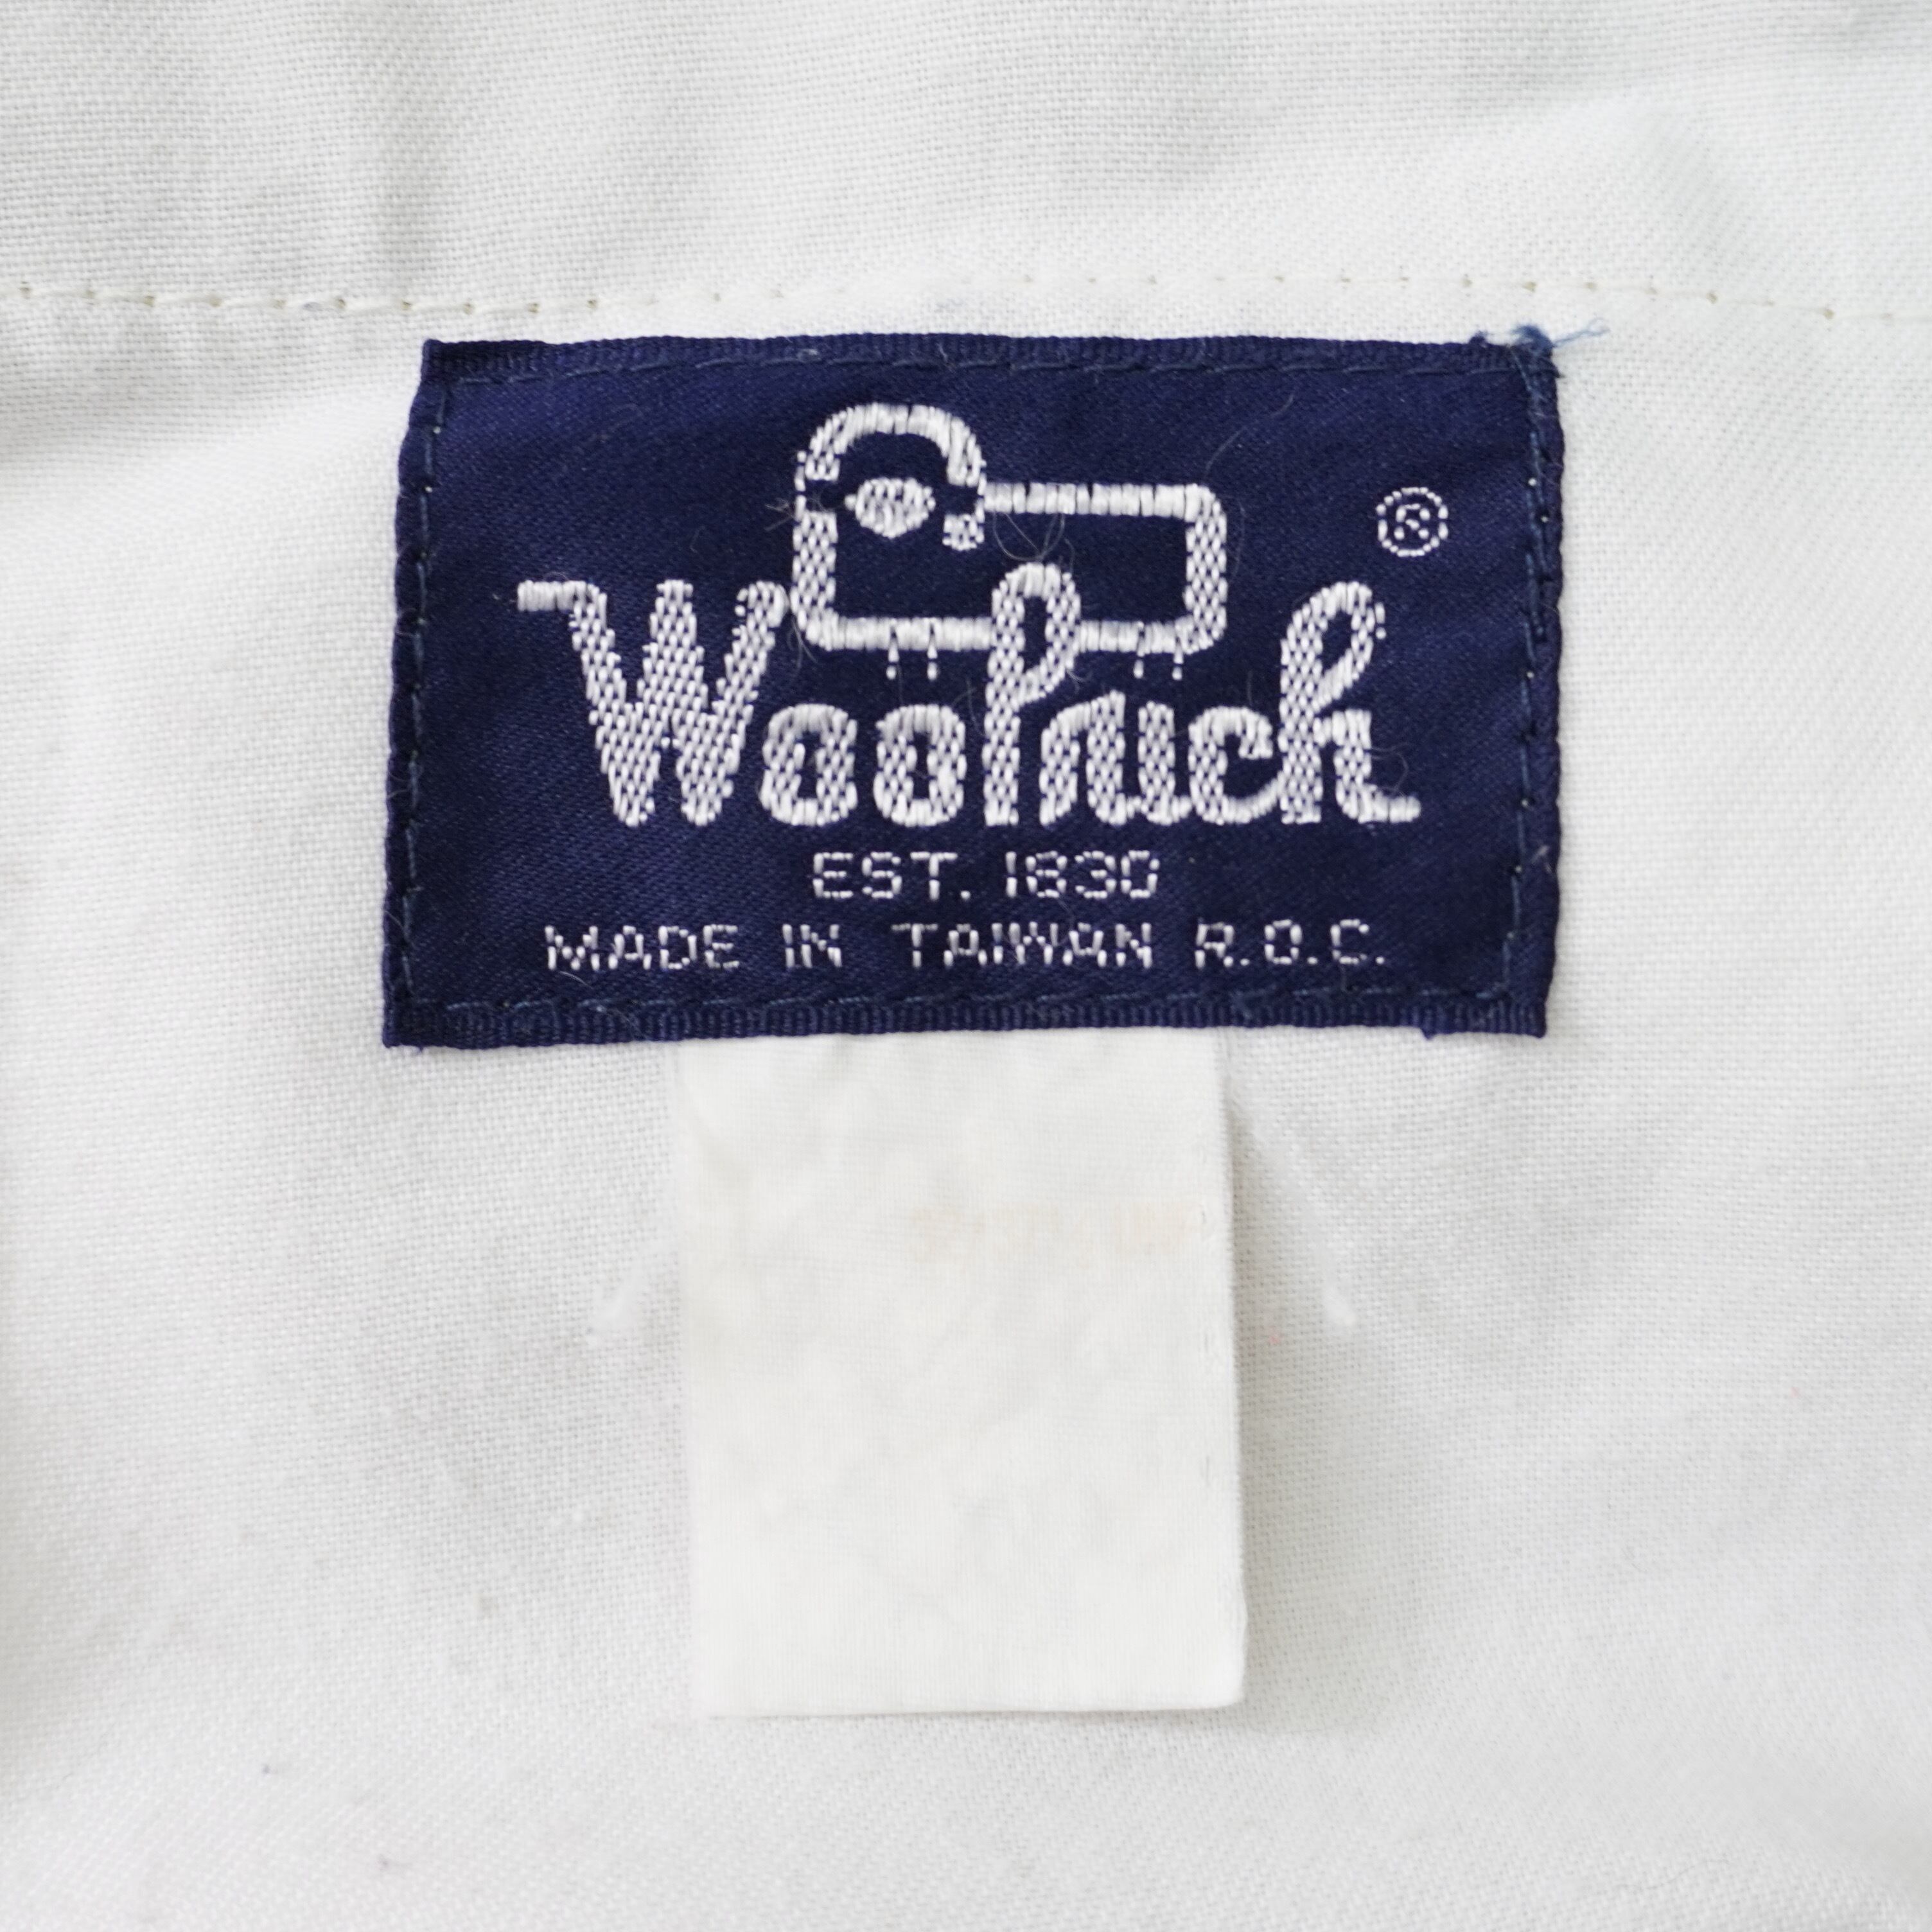 Woolrich ®
EST. 1830
MADE IN TAIWAN R.O.C.